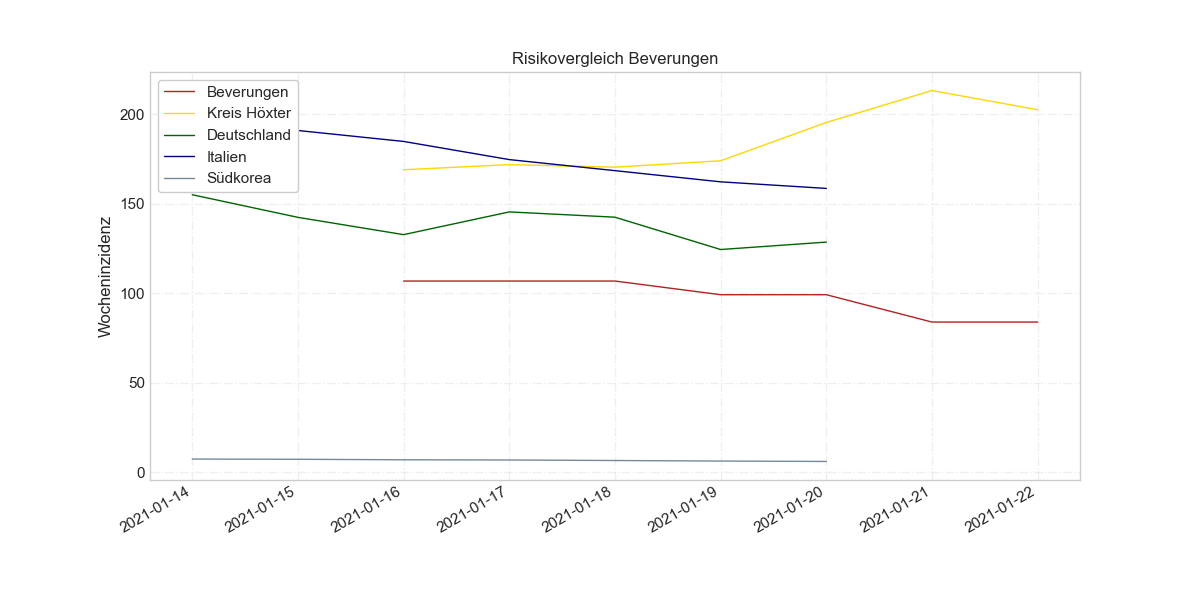 Risikovergleich Beverungen
Beverungen
Kreis Höxter
Deutschland
Italien
Südkorea
Wocheninzidenz
200
150
100
50
0
2021-01-14
2021-01-15
2021-01-16
2021-01-17
2021-01-18
2021-01-19
2021-01-20
2021-01-21
2021-01-22